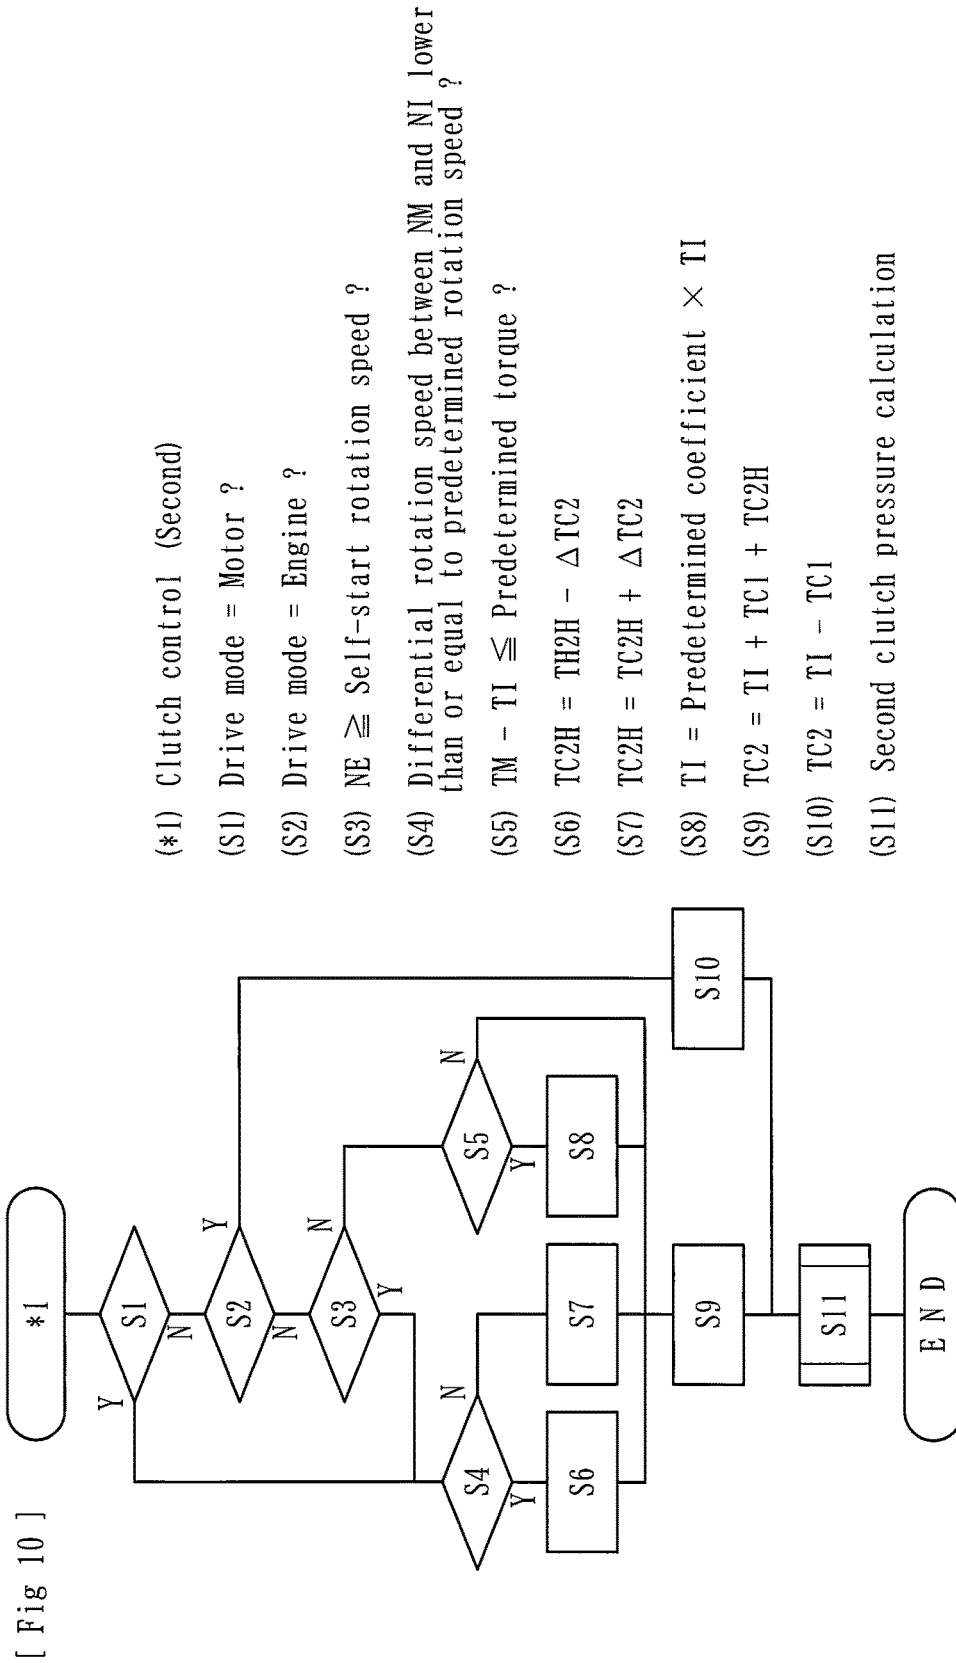 [ Fig 10 ]
*1
S1
Y
N
S2
Y
N
S3
N
Y
S4
N
Y
S5
N
Y
S6
S7
S8
S9
S10
S11
E N D
(*1) Clutch control (Second)
(S1) Drive mode = Motor ?
(S2) Drive mode = Engine ?
(S3) NE ≧ Self-start rotation speed ?
(S4) Differential rotation speed between NM and NI lower
than or equal to predetermined rotation speed ?
(S5) TM - TI ≦ Predetermined torque ?
(S6) TC2H = TH2H - △TC2
(S7) TC2H = TC2H + △TC2
(S8) TI = Predetermined coefficient × TI
(S9) TC2 = TI + TC1 + TC2H
(S10) TC2 = TI - TC1
(S11) Second clutch pressure calculation